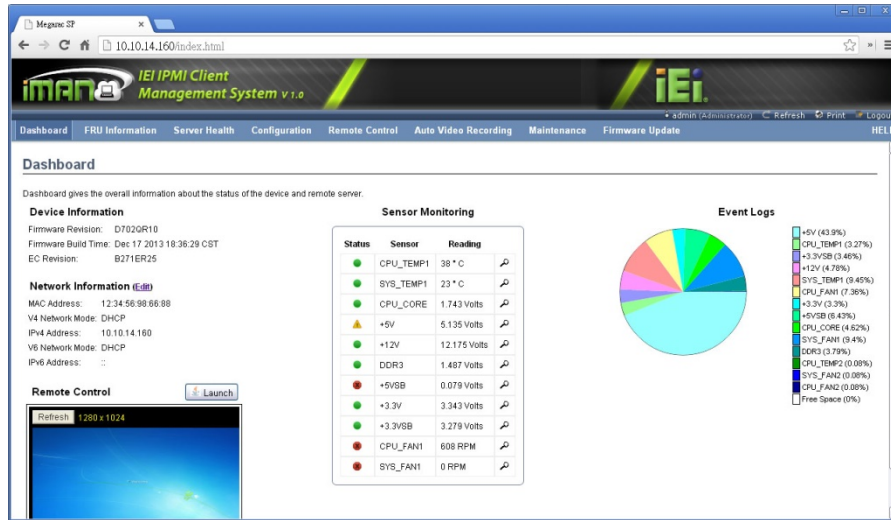 Megarac SP
10.10.14.160/index.html
iMAN
IEI IPMI Client
Management System v 1.0
iEi
admin (Administrator) Refresh Print Logou
Dashboard FRU Information Server Health Configuration Remote Control Auto Video Recording Maintenance Firmware Update HEL
Dashboard
Dashboard gives the overall information about the status of the device and remote server.
Device Information
Firmware Revision: D702QR10
Firmware Build Time: Dec 17 2013 18:36:29 CST
EC Revision: B271ER25
Network Information (Edit)
MAC Address: 12:34:56:98:66:88
V4 Network Mode: DHCP
IPv4 Address: 10.10.14.160
V6 Network Mode: DHCP
IPv6 Address: ::
Remote Control Launch
Refresh 1280 x 1024
Sensor Monitoring
Status Sensor Reading
CPU_TEMP1 38 ° C
SYS_TEMP1 23 ° C
CPU_CORE 1.743 Volts
+5V 5.135 Volts
+12V 12.175 Volts
DDR3 1.487 Volts
+5VSB 0.079 Volts
+3.3V 3.343 Volts
+3.3VSB 3.279 Volts
CPU_FAN1 608 RPM
SYS_FAN1 0 RPM
Event Logs
+5V (43.9%)
CPU_TEMP1 (3.27%)
+3.3VSB (3.46%)
+12V (4.78%)
SYS_TEMP1 (9.45%)
CPU_FAN1 (7.36%)
+3.3V (3.3%)
+5VSB (6.43%)
CPU_CORE (4.62%)
SYS_FAN1 (9.4%)
DDR3 (3.79%)
CPU_TEMP2 (0.08%)
SYS_FAN2 (0.08%)
CPU_FAN2 (0.08%)
Free Space (0%)